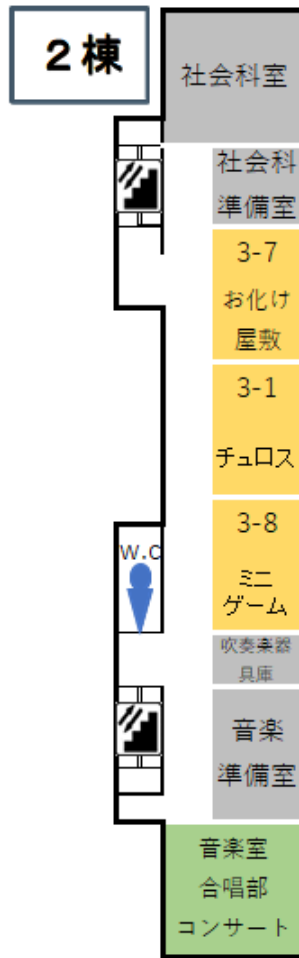 2棟
社会科室
社会科
準備室
3-7
お化け
屋敷
3-1
チュロス
3-8
ミニ
ゲーム
W.C
吹奏楽器
具庫
音楽
準備室
音楽室
合唱部
コンサート